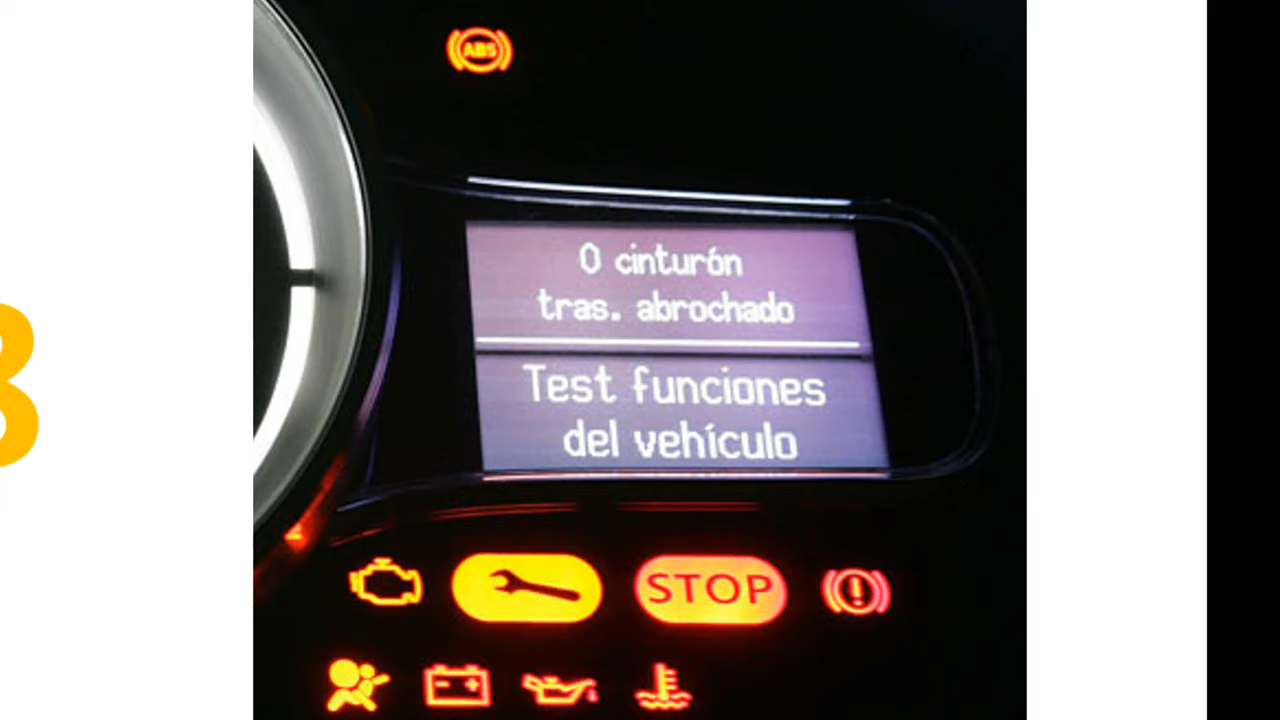 ABS
0 cinturón
tras. abrochado
Test funciones
del vehículo
STOP